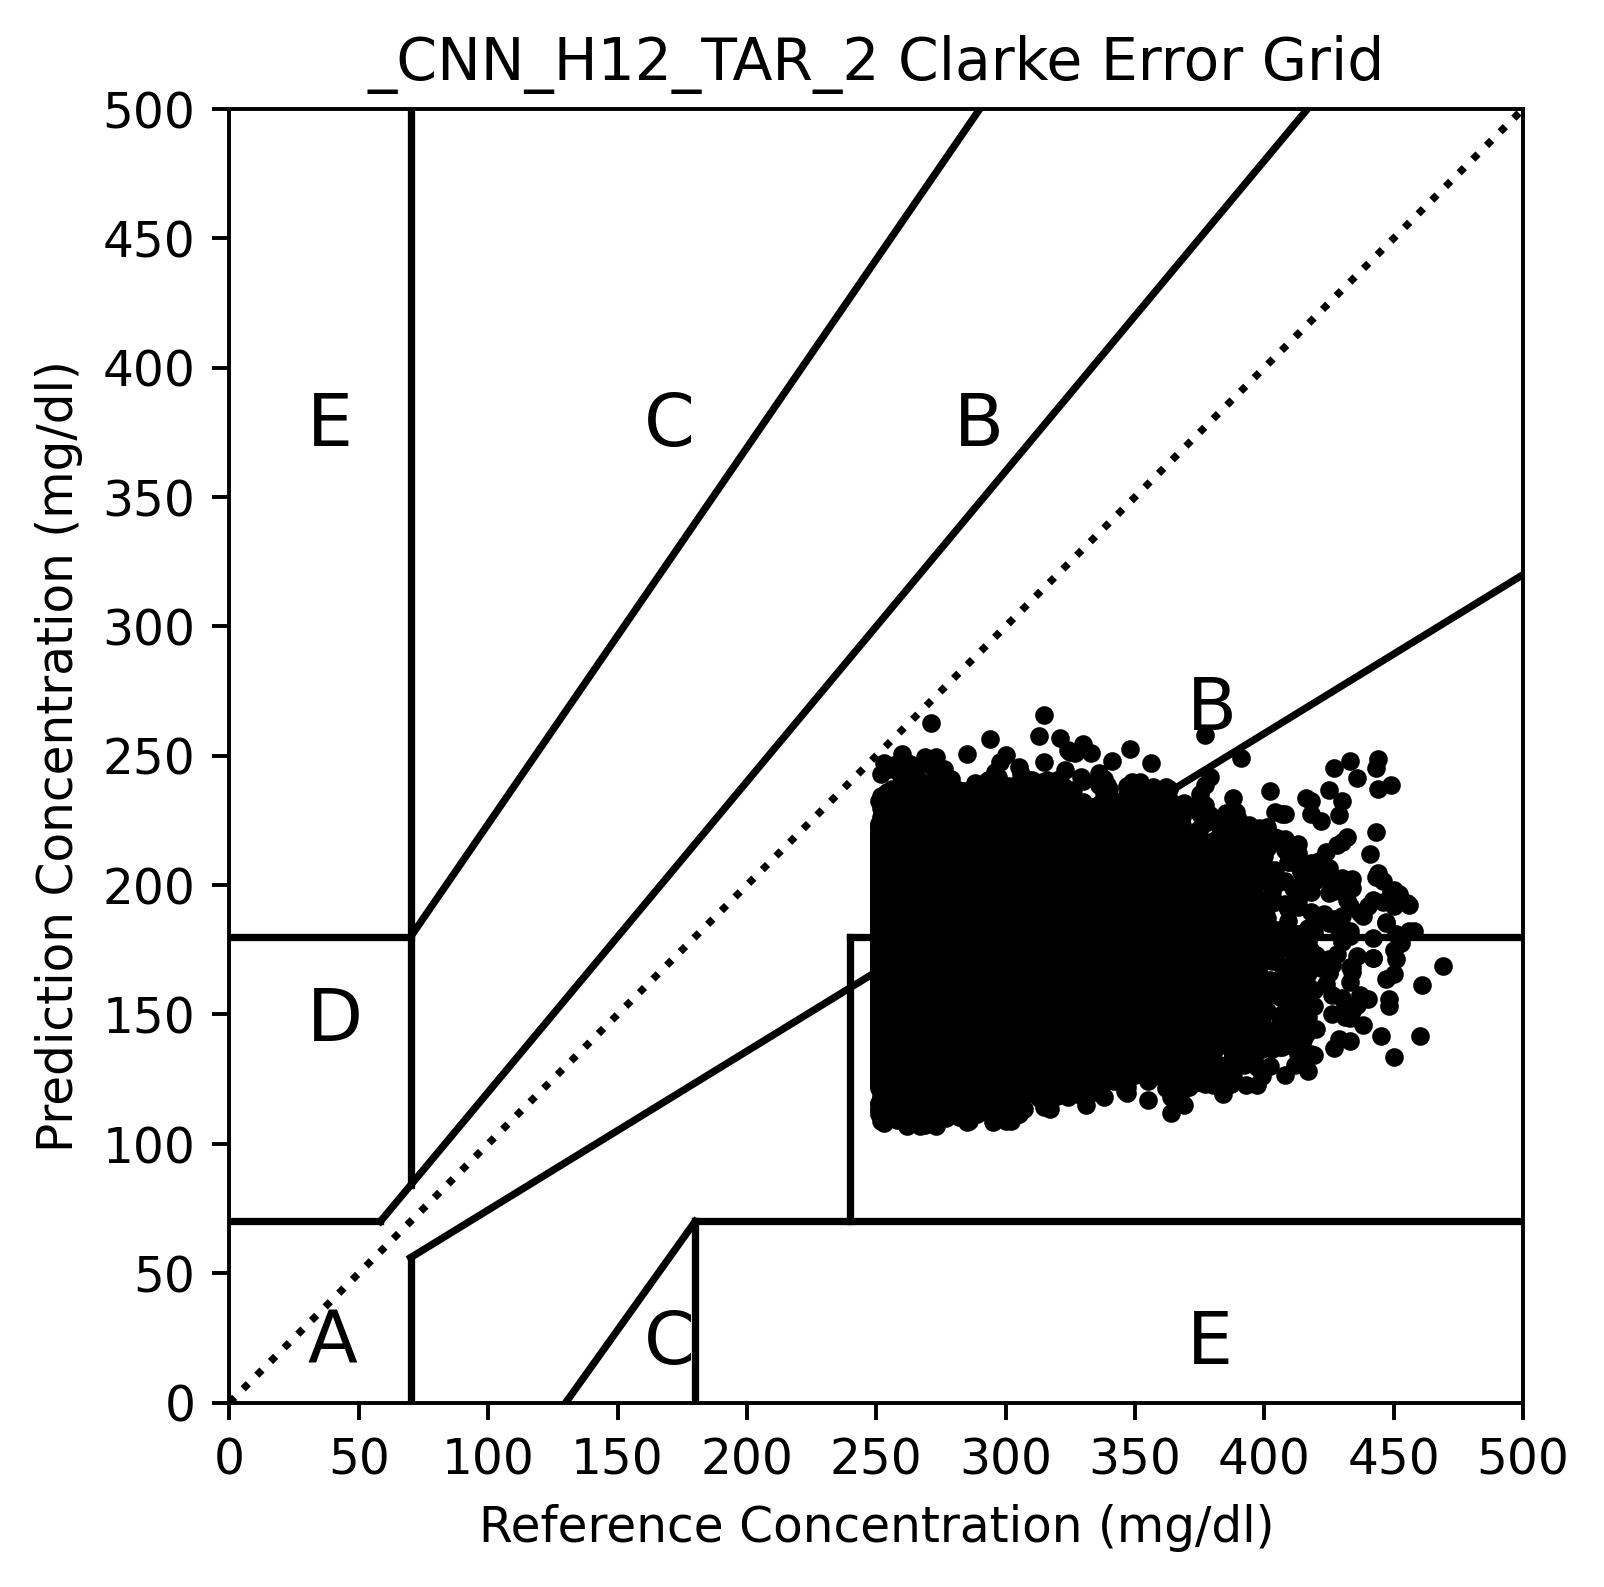 _CNN_H12_TAR_2 Clarke Error Grid
500
450
400
350
300
250
200
150
100
50
0
Prediction Concentration (mg/dl)
E
C
B
B
D
A
C
E
0 50 100 150 200 250 300 350 400 450 500
Reference Concentration (mg/dl)